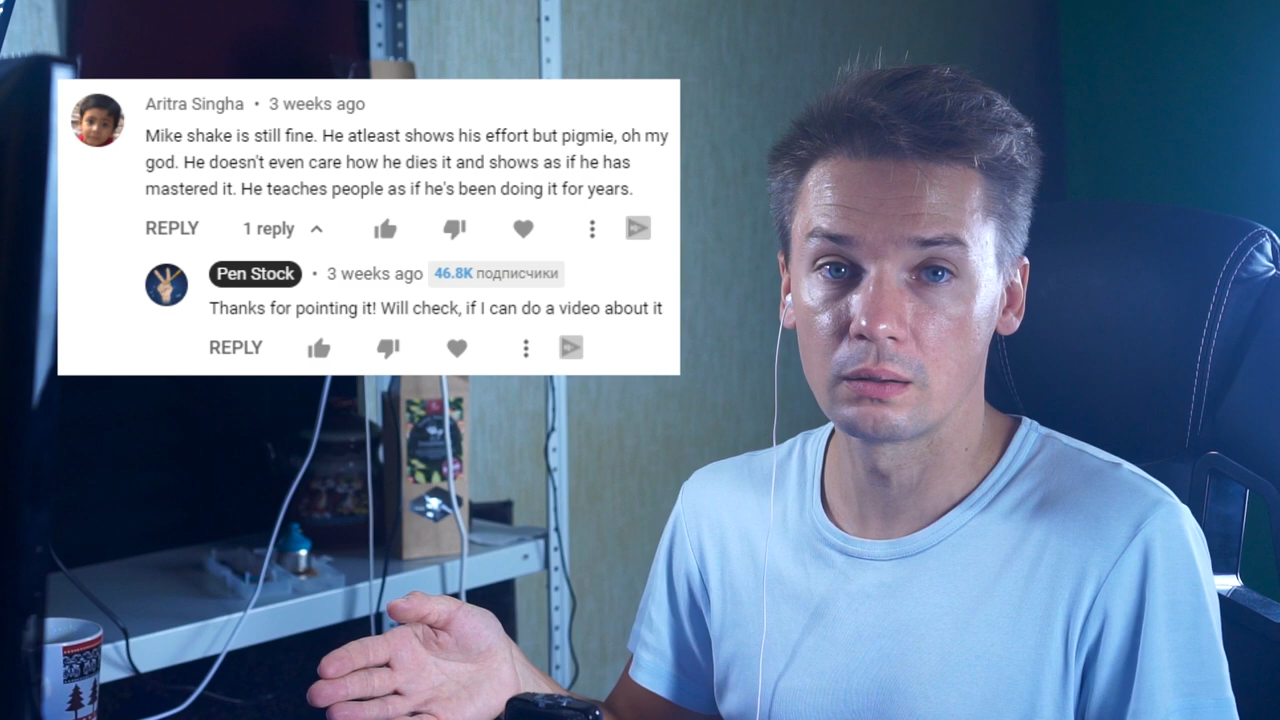 Aritra Singha • 3 weeks ago
Mike shake is still fine. He atleast shows his effort but pigmie, oh my
god. He doesn't even care how he dies it and shows as if he has
mastered it. He teaches people as if he's been doing it for years.
REPLY 1 reply
Pen Stock • 3 weeks ago 46.8K подписчики
Thanks for pointing it! Will check, if I can do a video about it
REPLY